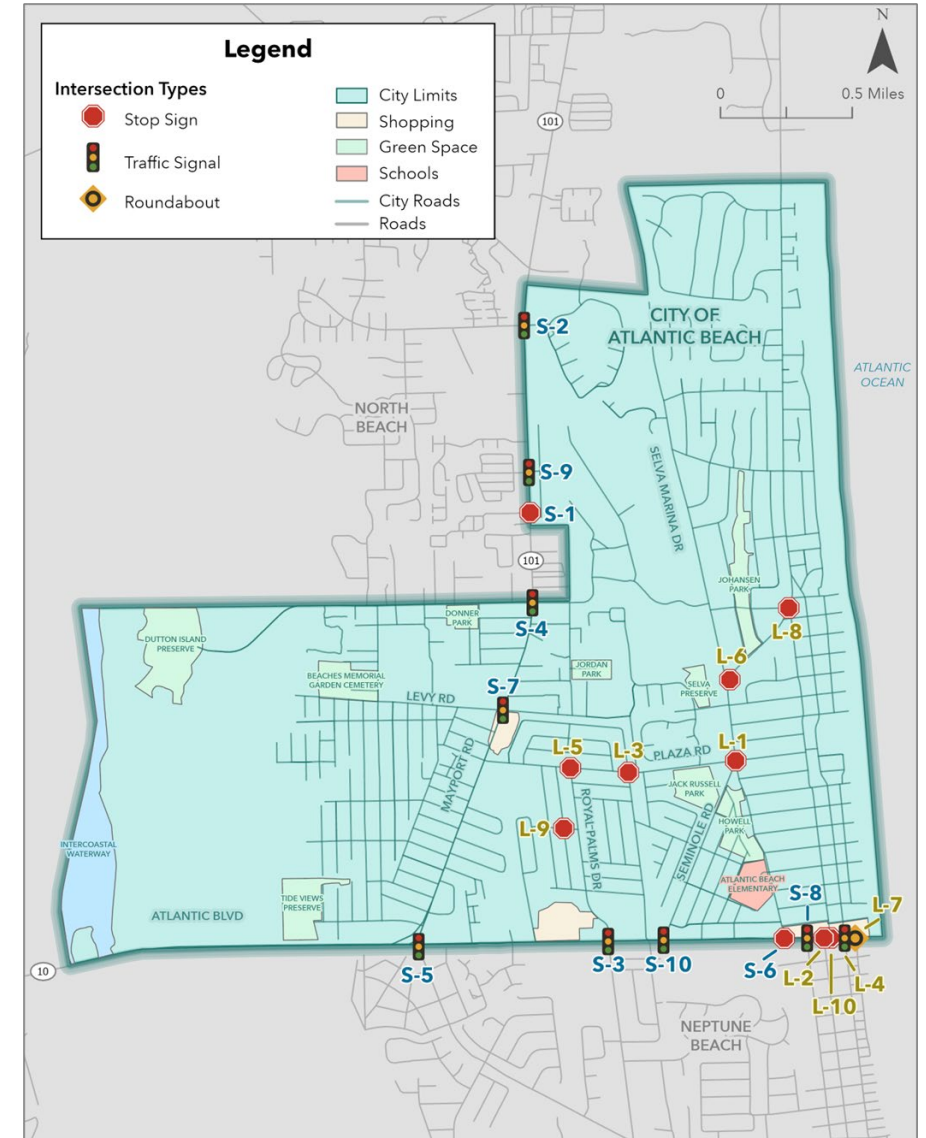 Legend
Intersection Types
Stop Sign
Traffic Signal
Roundabout
City Limits
Shopping
Green Space
Schools
City Roads
Roads
N
0 0.5 Miles
101
S-2
CITY OF
ATLANTIC BEACH
ATLANTIC
OCEAN
NORTH
BEACH
S-9
SELVA MARINA DR
S-1
101
JOHANSEN
PARK
S-4
DONNER
PARK
L-8
DUTTON ISLAND
PRESERVE
L-6
BEACHES MEMORIAL
GARDEN CEMETERY
JORDAN
PARK
SELVA
PRESERVE
S-7
LEVY RD
L-5
L-3
PLAZA RD
L-1
MAYPORT RD
JACK RUSSELL
PARK
ROYAL PALMS DR
L-9
SEMINOLE RD
HOWELL
PARK
INTERCOASTAL
WATERWAY
ATLANTIC BEACH
ELEMENTARY
TIDE VIEWS
PRESERVE
S-8
L-7
ATLANTIC BLVD
10
S-5
S-3
S-10
S-6
L-2
L-4
L-10
NEPTUNE
BEACH